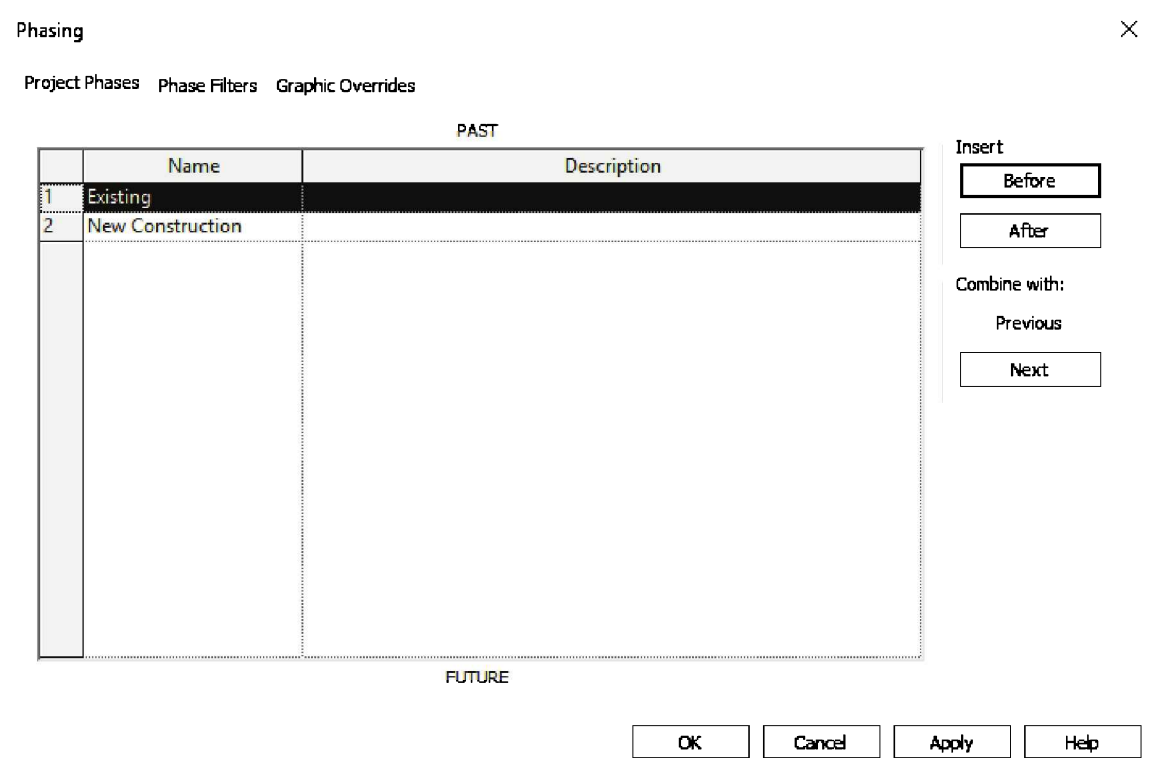 Phasing
Project Phases Phase Filters Graphic Overrides
PAST
Name Description
1 Existing
2 New Construction
FUTURE
Insert
Before
After
Combine with:
Previous
Next
OK Cancel Apply Help